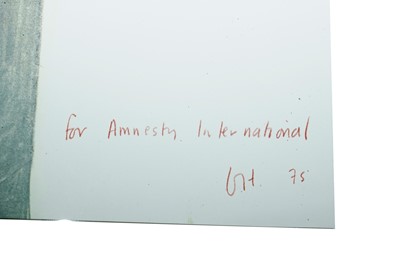 for Amnesty International
75